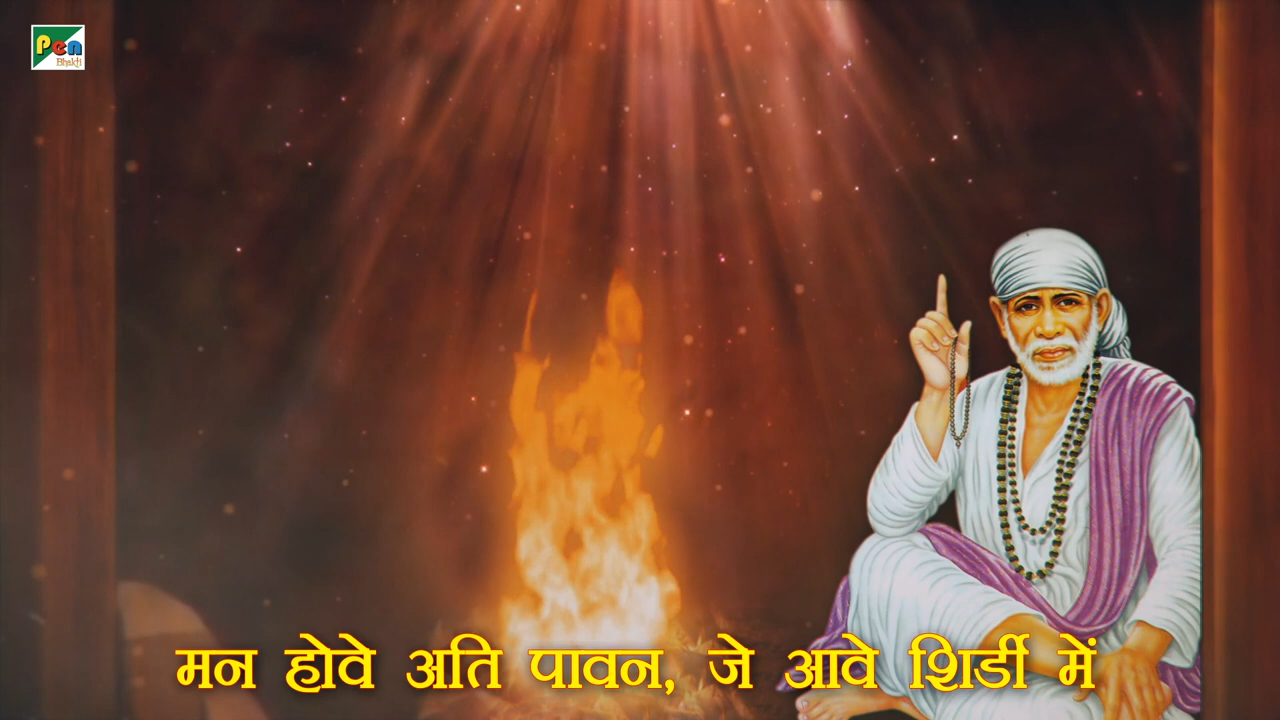 Pen
Bhakti
मन होवे अति पावन, जे आवे शिर्डी में